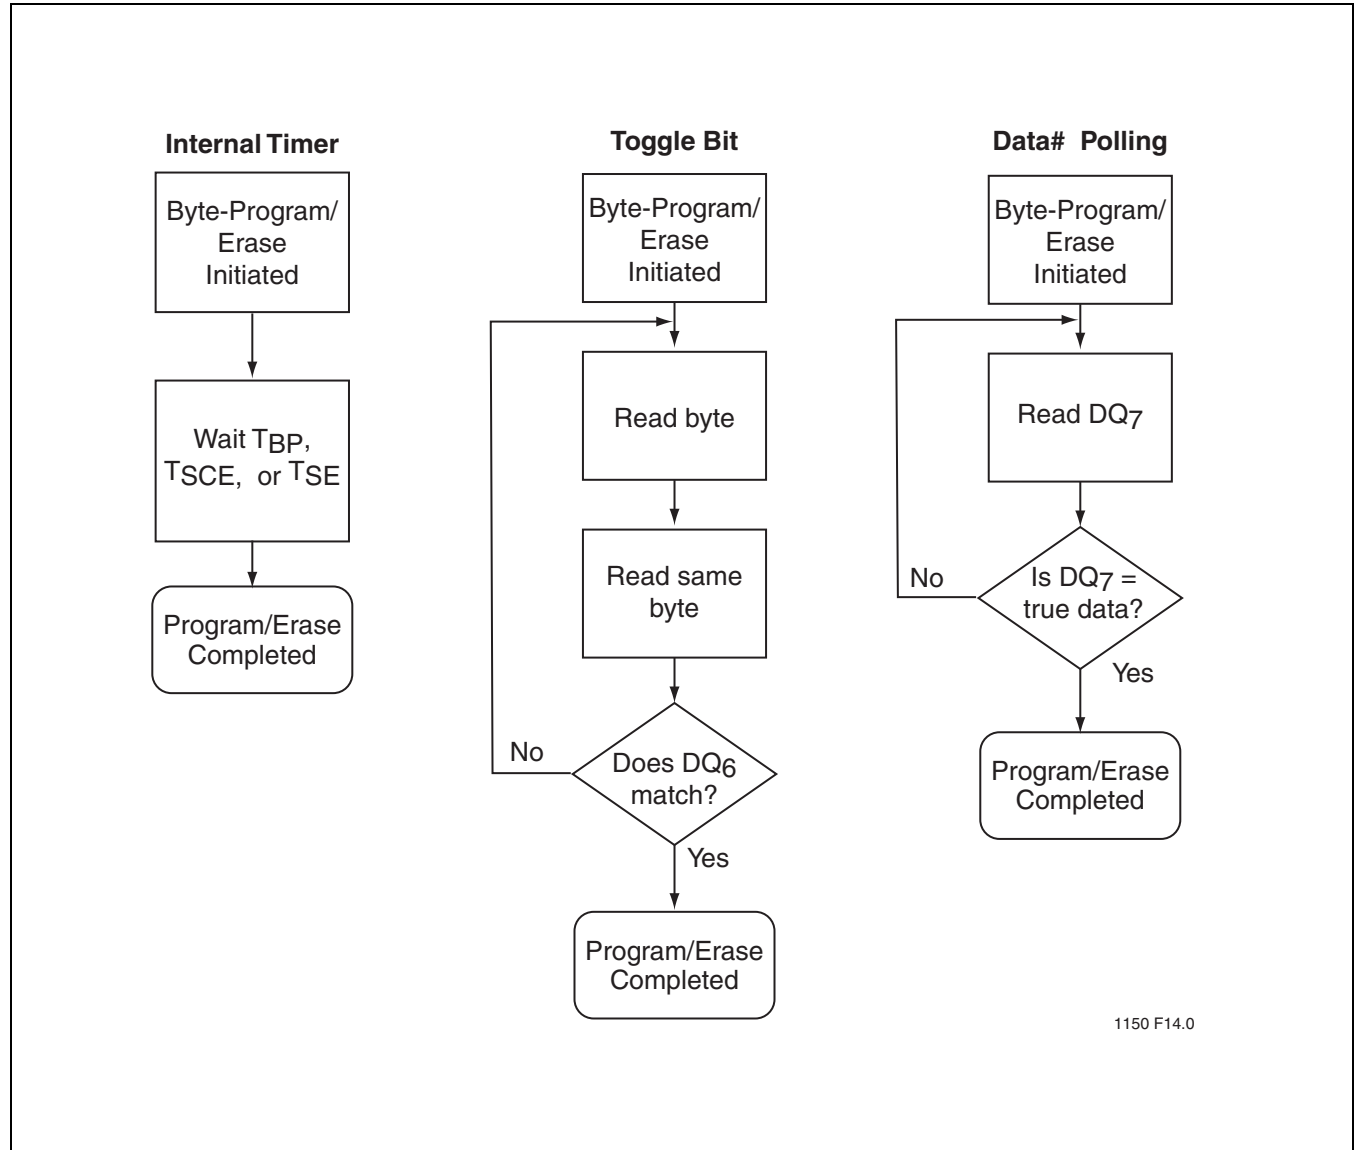 Internal Timer
Byte-Program/
Erase
Initiated
Wait TBP,
TSCE, or TSE
Program/Erase
Completed
Toggle Bit
Byte-Program/
Erase
Initiated
Read byte
Read same
byte
Does DQ6
match?
No
Yes
Program/Erase
Completed
Data# Polling
Byte-Program/
Erase
Initiated
Read DQ7
Is DQ7 =
true data?
No
Yes
Program/Erase
Completed
1150 F14.0